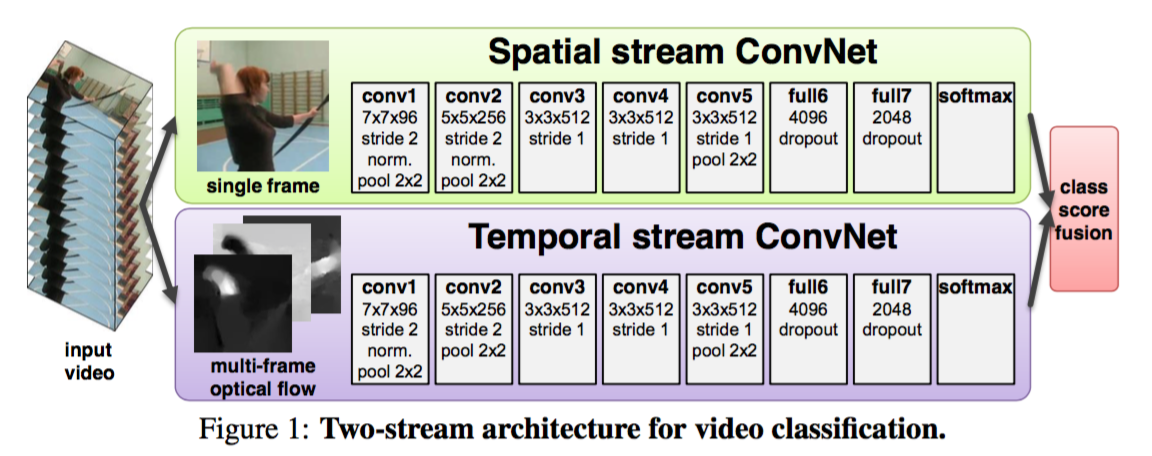 Spatial stream ConvNet
conv1
7x7x96
stride 2
norm.
pool 2x2
conv2
5x5x256
stride 2
norm.
pool 2x2
conv3
3x3x512
stride 1
conv4
3x3x512
stride 1
conv5
3x3x512
stride 1
pool 2x2
full6
4096
dropout
full7
2048
dropout
softmax
single frame
Temporal stream ConvNet
conv1
7x7x96
stride 2
norm.
pool 2x2
conv2
5x5x256
stride 2
pool 2x2
conv3
3x3x512
stride 1
conv4
3x3x512
stride 1
conv5
3x3x512
stride 1
pool 2x2
full6
4096
dropout
full7
2048
dropout
softmax
multi-frame
optical flow
input
video
class
score
fusion
Figure 1: Two-stream architecture for video classification.